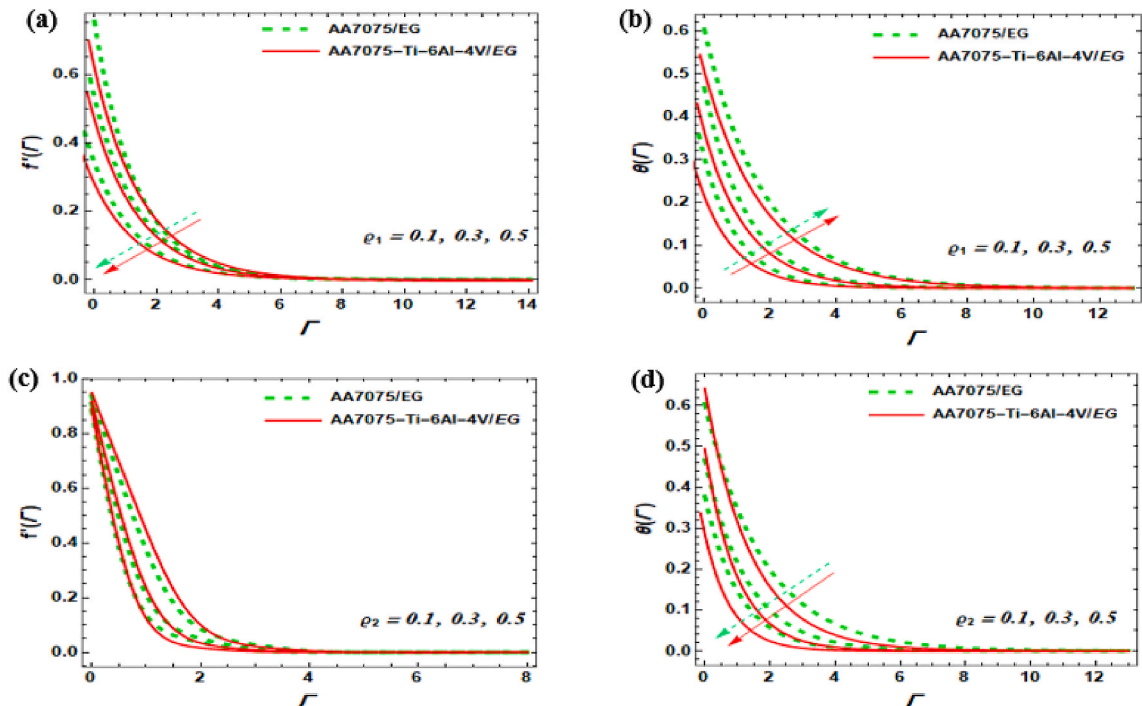 (a)
AA7075/EG
AA7075-Ti-6Al-4V/EG
f'(Γ)
0.6
0.4
0.2
0.0
ϱ₁ = 0.1, 0.3, 0.5
0 2 4 6 8 10 12 14
Γ
(b)
AA7075/EG
AA7075-Ti-6Al-4V/EG
θ(Γ)
0.6
0.5
0.4
0.3
0.2
0.1
0.0
ϱ₁ = 0.1, 0.3, 0.5
0 2 4 6 8 10 12
Γ
(c)
AA7075/EG
AA7075-Ti-6Al-4V/EG
f'(Γ)
1.0
0.8
0.6
0.4
0.2
0.0
ϱ₂ = 0.1, 0.3, 0.5
0 2 4 6 8
Γ
(d)
AA7075/EG
AA7075-Ti-6Al-4V/EG
θ(Γ)
0.6
0.5
0.4
0.3
0.2
0.1
0.0
ϱ₂ = 0.1, 0.3, 0.5
0 2 4 6 8 10 12
Γ